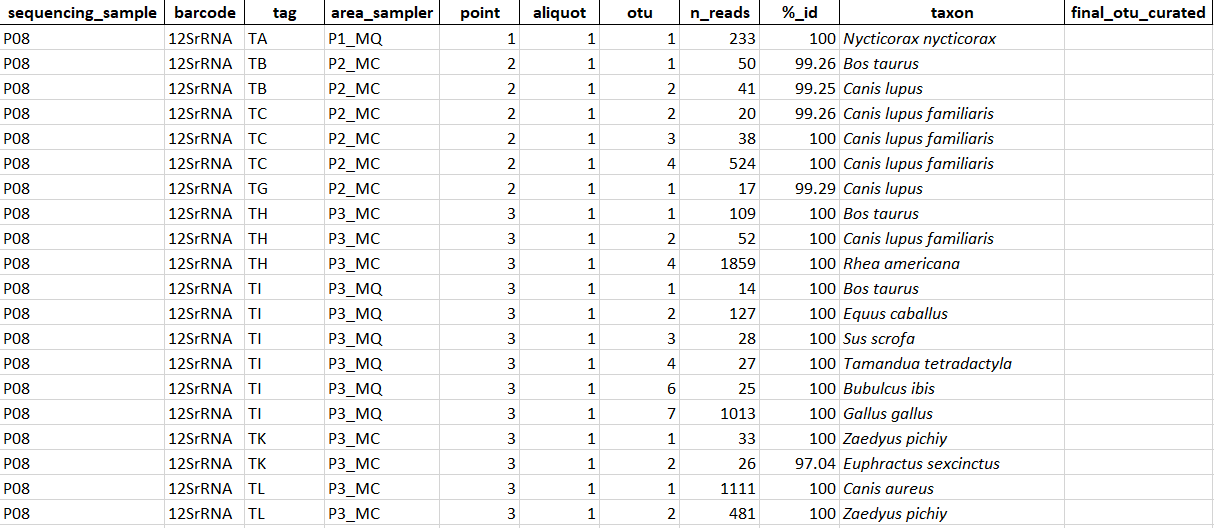 sequencing_sample barcode tag area_sampler point aliquot otu n_reads %_id taxon final_otu_curated
P08 12SrRNA TA P1_MQ 1 1 1 233 100 Nycticorax nycticorax
P08 12SrRNA TB P2_MC 2 1 1 50 99.26 Bos taurus
P08 12SrRNA TB P2_MC 2 1 2 41 99.25 Canis lupus
P08 12SrRNA TC P2_MC 2 1 2 20 99.26 Canis lupus familiaris
P08 12SrRNA TC P2_MC 2 1 3 38 100 Canis lupus familiaris
P08 12SrRNA TC P2_MC 2 1 4 524 100 Canis lupus familiaris
P08 12SrRNA TG P2_MC 2 1 1 17 99.29 Canis lupus
P08 12SrRNA TH P3_MC 3 1 1 109 100 Bos taurus
P08 12SrRNA TH P3_MC 3 1 2 52 100 Canis lupus familiaris
P08 12SrRNA TH P3_MC 3 1 4 1859 100 Rhea americana
P08 12SrRNA TI P3_MQ 3 1 1 14 100 Bos taurus
P08 12SrRNA TI P3_MQ 3 1 2 127 100 Equus caballus
P08 12SrRNA TI P3_MQ 3 1 3 28 100 Sus scrofa
P08 12SrRNA TI P3_MQ 3 1 4 27 100 Tamandua tetradactyla
P08 12SrRNA TI P3_MQ 3 1 6 25 100 Bubulcus ibis
P08 12SrRNA TI P3_MQ 3 1 7 1013 100 Gallus gallus
P08 12SrRNA TK P3_MC 3 1 1 33 100 Zaedyus pichiy
P08 12SrRNA TK P3_MC 3 1 2 26 97.04 Euphractus sexcinctus
P08 12SrRNA TL P3_MC 3 1 1 1111 100 Canis aureus
P08 12SrRNA TL P3_MC 3 1 2 481 100 Zaedyus pichiy